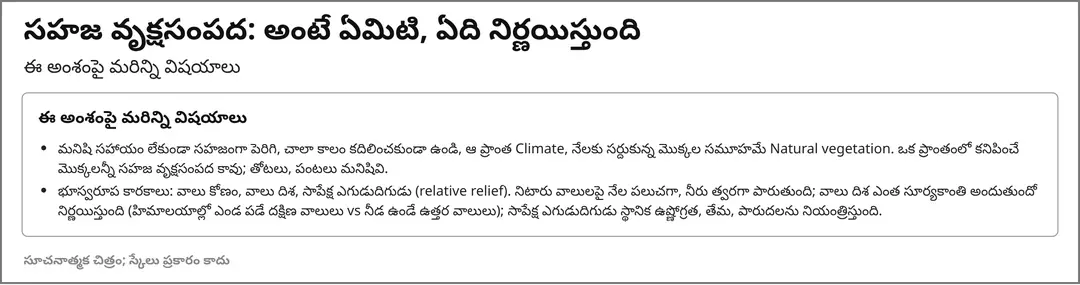 సహజ వృక్షసంపద: అంటే ఏమిటి, ఏది నిర్ణయిస్తుంది
ఈ అంశంపై మరిన్ని విషయాలు
ఈ అంశంపై మరిన్ని విషయాలు
• మనిషి సహాయం లేకుండా సహజంగా పెరిగి, చాలా కాలం కదిలించకుండా ఉండి, ఆ ప్రాంత Climate, నేలకు సర్దుకున్న మొక్కల సమూహమే Natural vegetation. ఒక ప్రాంతంలో కనిపించే
మొక్కలన్నీ సహజ వృక్షసంపద కావు; తోటలు, పంటలు మనిషివి.
• భూస్వరూప కారకాలు: వాలు కోణం, వాలు దిశ, సాపేక్ష ఎగుడుదిగుడు (relative relief). నిటారు వాలులపై నేల పలుచగా, నీరు త్వరగా పారుతుంది; వాలు దిశ ఎంత సూర్యకాంతి అందుతుందో
నిర్ణయిస్తుంది (హిమాలయాల్లో ఎండ పడే దక్షిణ వాలులు vs నీడ ఉండే ఉత్తర వాలులు); సాపేక్ష ఎగుడుదిగుడు స్థానిక ఉష్ణోగ్రత, తేమ, పారుదలను నియంత్రిస్తుంది.
సూచనాత్మక చిత్రం; స్కేలు ప్రకారం కాదు